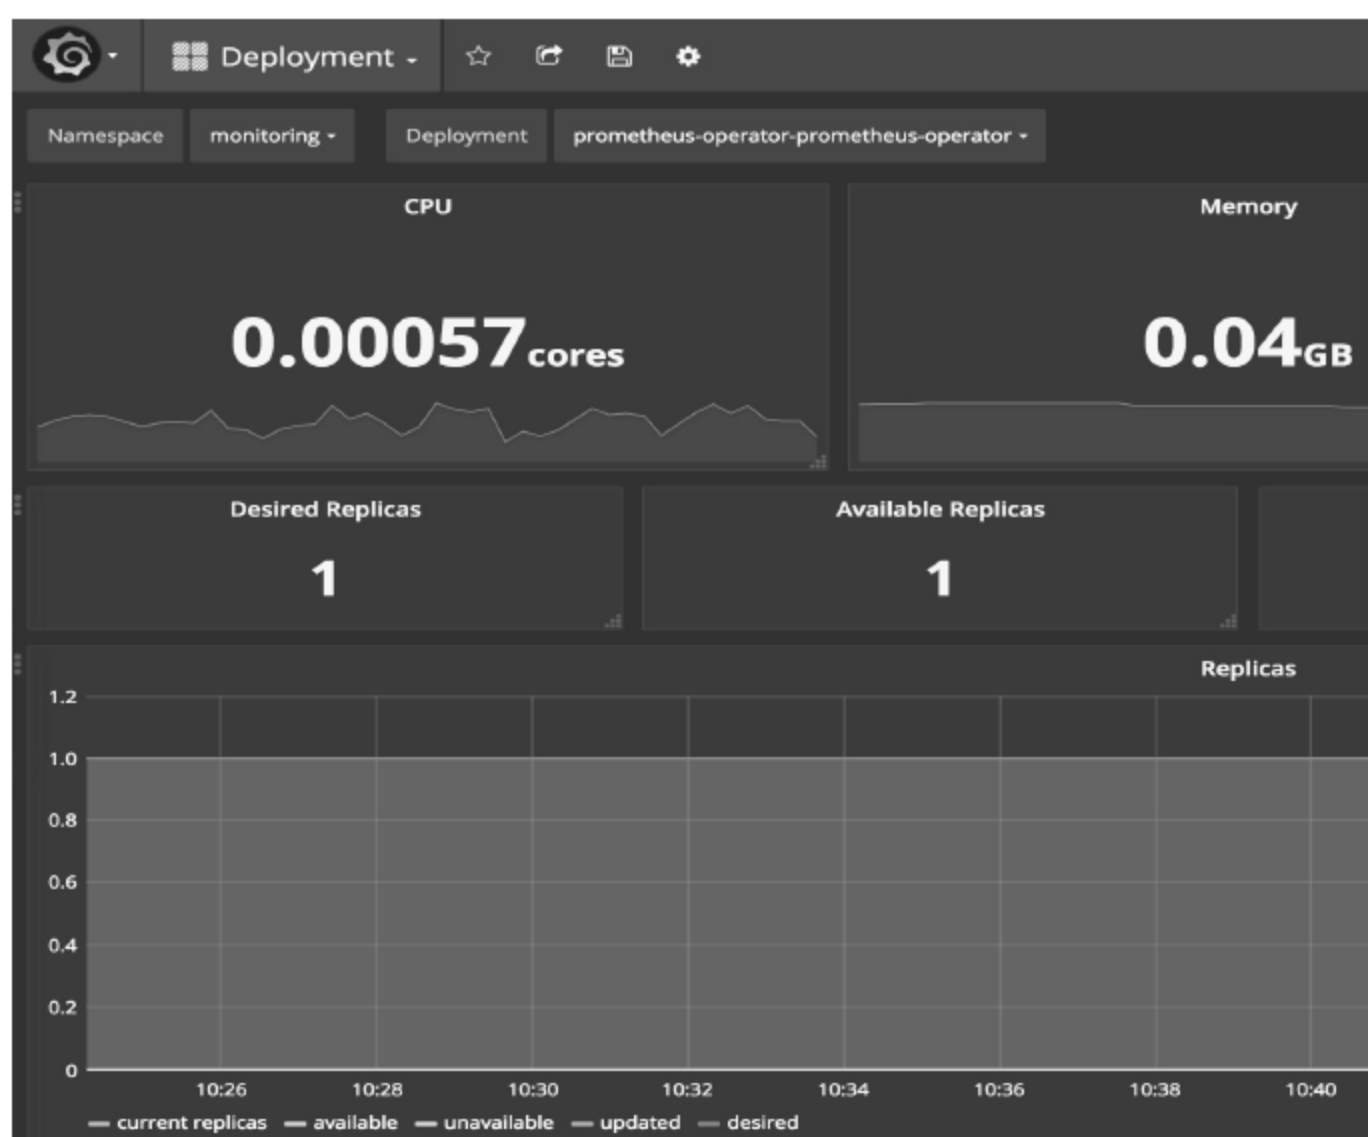 Deployment
Namespace monitoring Deployment prometheus-operator-prometheus-operator
CPU
Memory
0.00057cores
0.04GB
Desired Replicas
Available Replicas
1
1
Replicas
1.2
1.0
0.8
0.6
0.4
0.2
0
10:26 10:28 10:30 10:32 10:34 10:36 10:38 10:40
current replicas available unavailable updated desired